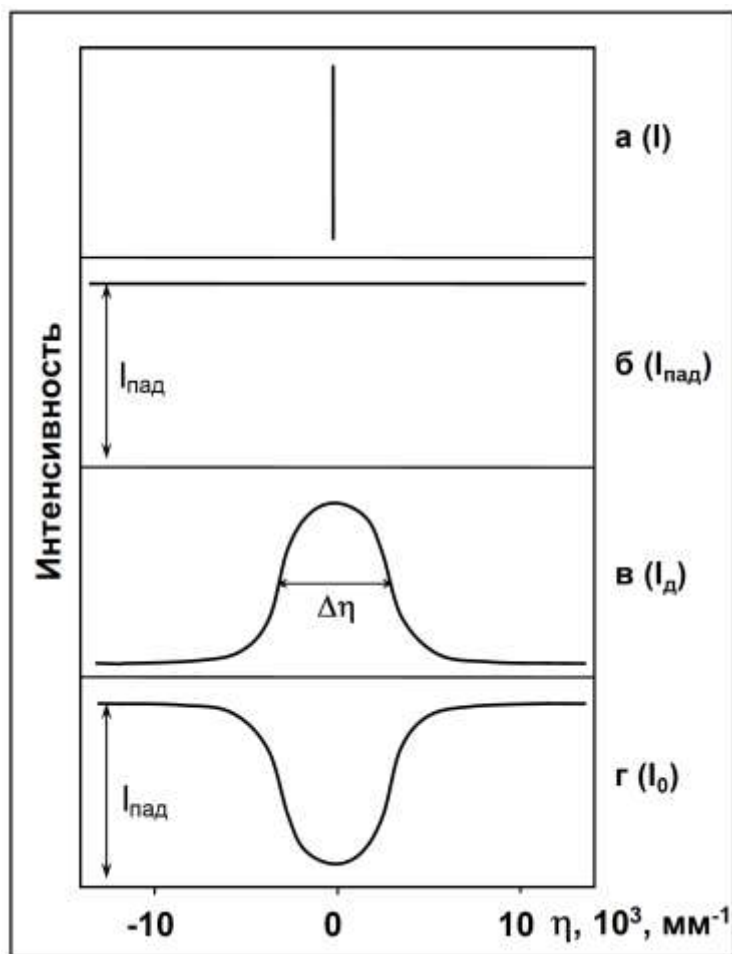 Интенсивность
а (I)
Iпад
б (Iпад)
Δη
в (Iд)
Iпад
г (I₀)
-10
0
10
η, 10³, мм⁻¹